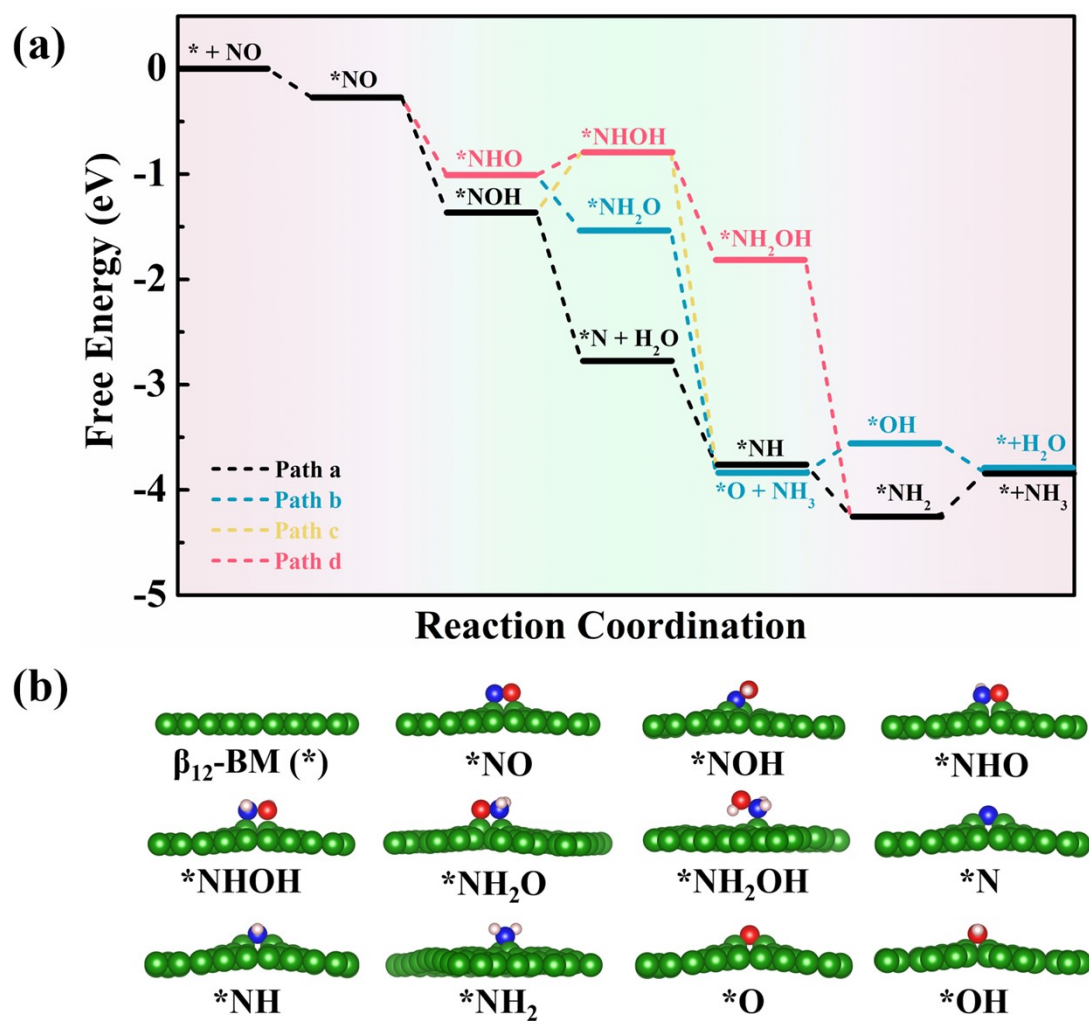 (a)
Free Energy (eV)
0
-1
-2
-3
-4
-5
* + NO
*NO
*NHO
*NOH
*NHOH
*NH₂O
*N + H₂O
*NH₂OH
*NH
*O + NH₃
*OH
*NH₂
*+H₂O
*+NH₃
Path a
Path b
Path c
Path d
Reaction Coordination
(b)
β₁₂-BM (*)
*NO
*NOH
*NHO
*NHOH
*NH₂O
*NH₂OH
*N
*NH
*NH₂
*O
*OH